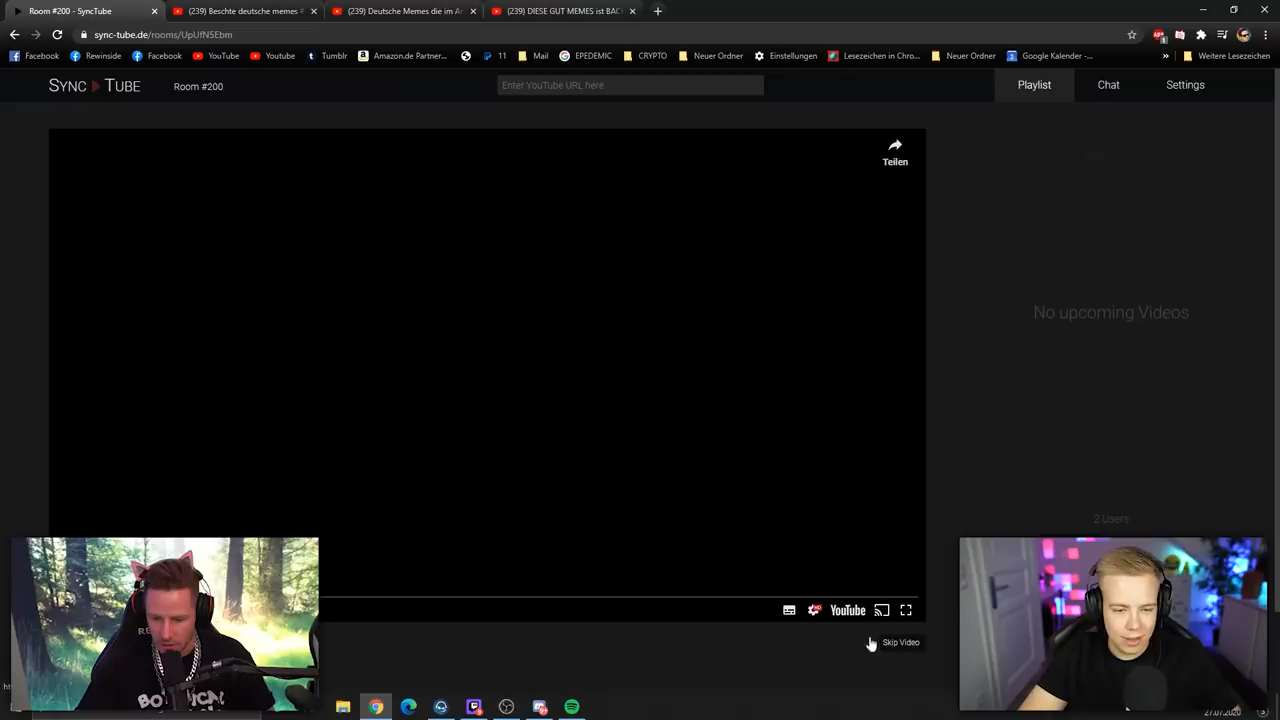 Room #200 - SyncTube
(239) Beschte deutsche memes
(239) Deutsche Memes die im A
(239) DIESE GUT MEMES ist BAC
sync-tube.de/rooms/UpUfN5Ebm
Facebook
Rewinside
Facebook
YouTube
Youtube
Tumblr
Amazon.de Partner...
11
Mail
EPEDEMIC
CRYPTO
Neuer Ordner
Einstellungen
Lesezeichen in Chro...
Neuer Ordner
Google Kalender -...
»
Weitere Lesezeichen
SYNC TUBE
Room #200
Enter YouTube URL here
Playlist
Chat
Settings
Teilen
No upcoming Videos
2 Users
YouTube
Skip Video
27.07.2020